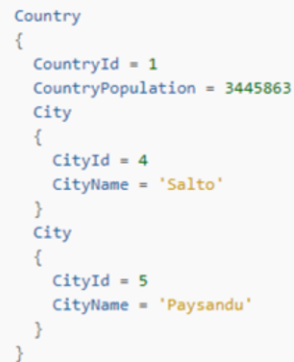 Country
{
  CountryId = 1
  CountryPopulation = 3445863
  City
  {
    CityId = 4
    CityName = 'Salto'
  }
  City
  {
    CityId = 5
    CityName = 'Paysandu'
  }
}